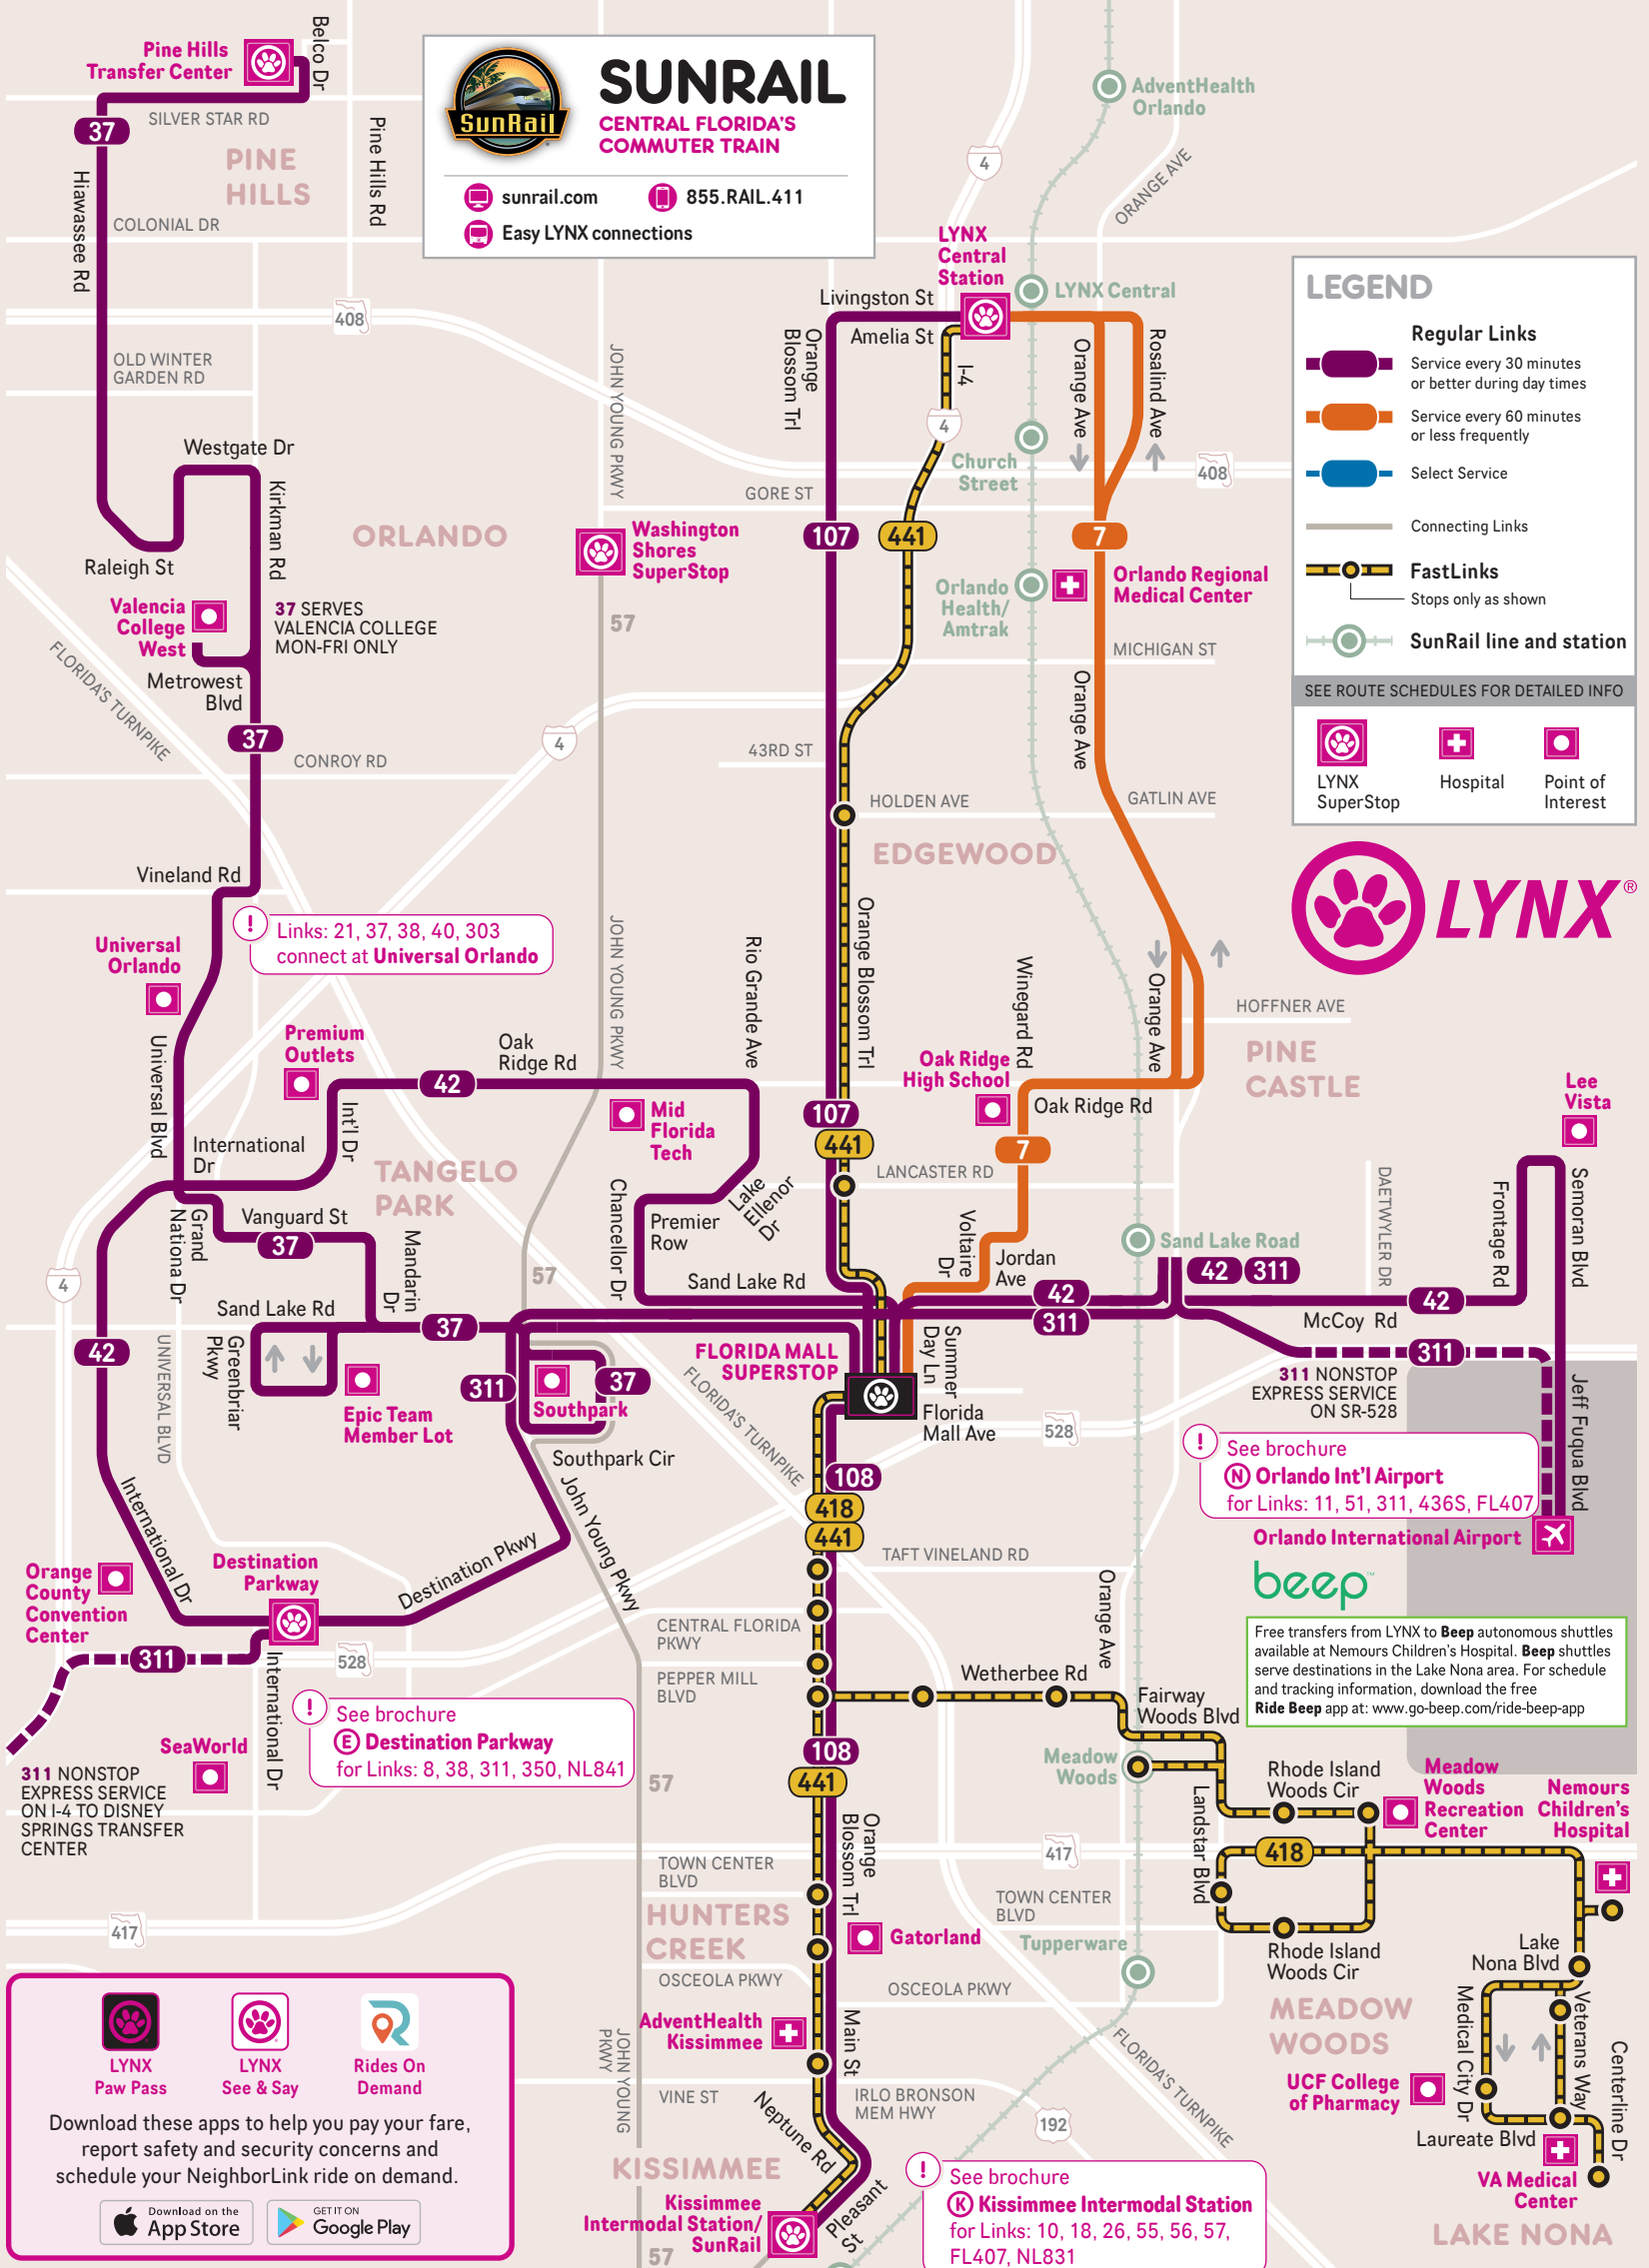 Pine Hills
Transfer Center
Belco Dr
SILVER STAR RD
37
PINE
HILLS
Pine Hills Rd
Hiawassee Rd
COLONIAL DR
SunRail
SUNRAIL
CENTRAL FLORIDA'S
COMMUTER TRAIN
sunrail.com
855.RAIL.411
Easy LYNX connections
AdventHealth
Orlando
4
ORANGE AVE
LYNX
Central
Station
LYNX Central
Livingston St
Amelia St
Orange
Blossom Trl
I-4
4
Orange Ave
Rosalind Ave
408
OLD WINTER
GARDEN RD
JOHN YOUNG PKWY
Church
Street
408
GORE ST
LEGEND
Regular Links
Service every 30 minutes
or better during day times
Service every 60 minutes
or less frequently
Select Service
Connecting Links
FastLinks
Stops only as shown
SunRail line and station
SEE ROUTE SCHEDULES FOR DETAILED INFO
LYNX
SuperStop
Hospital
Point of
Interest
LYNX®
Westgate Dr
Kirkman Rd
ORLANDO
Raleigh St
Washington
Shores
SuperStop
107
441
7
Orlando
Health/
Amtrak
Orlando Regional
Medical Center
Valencia
College
West
37 SERVES
VALENCIA COLLEGE
MON-FRI ONLY
57
MICHIGAN ST
FLORIDA'S TURNPIKE
Metrowest
Blvd
Orange Ave
37
4
43RD ST
CONROY RD
HOLDEN AVE
GATLIN AVE
EDGEWOOD
Vineland Rd
! Links: 21, 37, 38, 40, 303
connect at Universal Orlando
Universal
Orlando
JOHN YOUNG PKWY
Rio Grande Ave
Orange Blossom Trl
Winegard Rd
Orange Ave
HOFFNER AVE
PINE
CASTLE
Premium
Outlets
Oak
Ridge Rd
42
Universal Blvd
Int'l Dr
Mid
Florida
Tech
Oak Ridge
High School
Oak Ridge Rd
107
441
7
Lee
Vista
International
Dr
TANGELO
PARK
LANCASTER RD
Lake
Ellenor
Dr
Chancellor Dr
Premier
Row
Grand
Nationa Dr
Vanguard St
37
Mandarin
Dr
Voltaire
Dr
Jordan
Ave
Sand Lake Road
42
311
DAETWYLER DR
Frontage Rd
Semoran Blvd
4
57
Sand Lake Rd
Sand Lake Rd
42
311
42
McCoy Rd
37
42
UNIVERSAL BLVD
Greenbriar
Pkwy
Epic Team
Member Lot
311
37
Southpark
Southpark Cir
FLORIDA MALL
SUPERSTOP
Summer
Day Ln
Florida
Mall Ave
FLORIDA'S TURNPIKE
528
311
311 NONSTOP
EXPRESS SERVICE
ON SR-528
Jeff Fuqua Blvd
! See brochure
N Orlando Int'l Airport
for Links: 11, 51, 311, 436S, FL407
Orlando International Airport
108
418
441
International Dr
John Young Pkwy
Orange
County
Convention
Center
Destination
Parkway
Destination Pkwy
TAFT VINELAND RD
Orange Ave
beep™
Free transfers from LYNX to Beep autonomous shuttles
available at Nemours Children's Hospital. Beep shuttles
serve destinations in the Lake Nona area. For schedule
and tracking information, download the free
Ride Beep app at: www.go-beep.com/ride-beep-app
311
528
International Dr
CENTRAL FLORIDA
PKWY
PEPPER MILL
BLVD
Wetherbee Rd
Fairway
Woods Blvd
! See brochure
E Destination Parkway
for Links: 8, 38, 311, 350, NL841
SeaWorld
311 NONSTOP
EXPRESS SERVICE
ON I-4 TO DISNEY
SPRINGS TRANSFER
CENTER
108
441
57
Meadow
Woods
Landstar Blvd
Rhode Island
Woods Cir
Meadow
Woods
Recreation
Center
Nemours
Children's
Hospital
Orange
Blossom Trl
417
418
TOWN CENTER
BLVD
HUNTERS
CREEK
TOWN CENTER
BLVD
Gatorland
Tupperware
Rhode Island
Woods Cir
Lake
Nona Blvd
417
OSCEOLA PKWY
OSCEOLA PKWY
MEADOW
WOODS
Medical City Dr
Veterans Way
Centerline Dr
AdventHealth
Kissimmee
Main St
JOHN YOUNG
PKWY
FLORIDA'S TURNPIKE
VINE ST
IRLO BRONSON
MEM HWY
192
UCF College
of Pharmacy
Laureate Blvd
VA Medical
Center
LAKE NONA
Neptune Rd
KISSIMMEE
Kissimmee
Intermodal Station/
SunRail
Pleasant
St
57
! See brochure
K Kissimmee Intermodal Station
for Links: 10, 18, 26, 55, 56, 57,
FL407, NL831
LYNX
Paw Pass
LYNX
See & Say
Rides On
Demand
Download these apps to help you pay your fare,
report safety and security concerns and
schedule your NeighborLink ride on demand.
Download on the
App Store
GET IT ON
Google Play